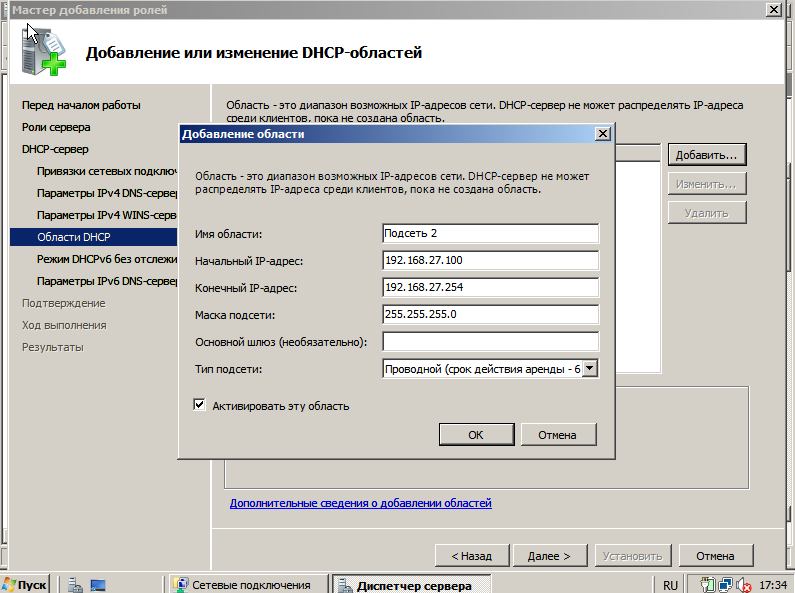 Мастер добавления ролей
Добавление или изменение DHCP-областей
Перед началом работы
Роли сервера
DHCP-сервер
Привязки сетевых подключ
Параметры IPv4 DNS-сервер
Параметры IPv4 WINS-серв
Области DHCP
Режим DHCPv6 без отслежи
Параметры IPv6 DNS-сервер
Подтверждение
Ход выполнения
Результаты
Область - это диапазон возможных IP-адресов сети. DHCP-сервер не может распределять IP-адреса
среди клиентов, пока не создана область.
Добавить...
Изменить...
Удалить
Добавление области
Область - это диапазон возможных IP-адресов сети. DHCP-сервер не может
распределять IP-адреса среди клиентов, пока не создана область.
Имя области: Подсеть 2
Начальный IP-адрес: 192.168.27.100
Конечный IP-адрес: 192.168.27.254
Маска подсети: 255.255.255.0
Основной шлюз (необязательно):
Тип подсети: Проводной (срок действия аренды - 6
Активировать эту область
ОК Отмена
Дополнительные сведения о добавлении областей
< Назад Далее > Установить Отмена
Пуск Сетевые подключения Диспетчер сервера RU 17:34